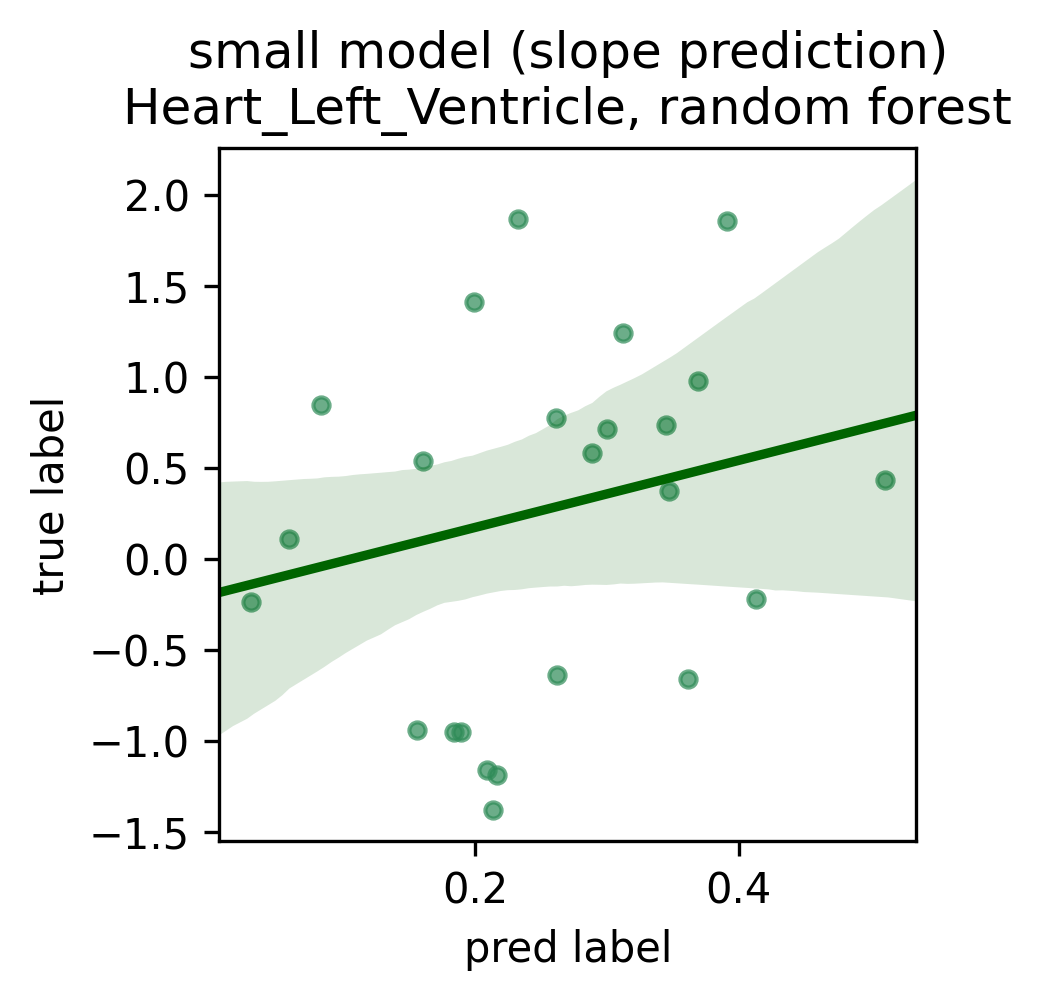 small model (slope prediction)
Heart_Left_Ventricle, random forest
2.0
1.5
1.0
0.5
0.0
−0.5
−1.0
−1.5
true label
0.2 0.4
pred label